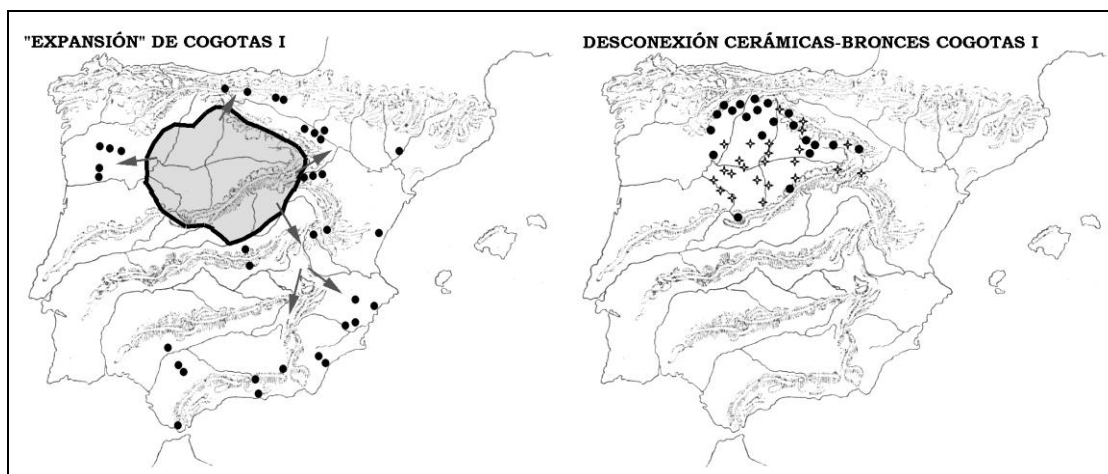 "EXPANSIÓN" DE COGOTAS I
DESCONEXIÓN CERÁMICAS-BRONCES COGOTAS I